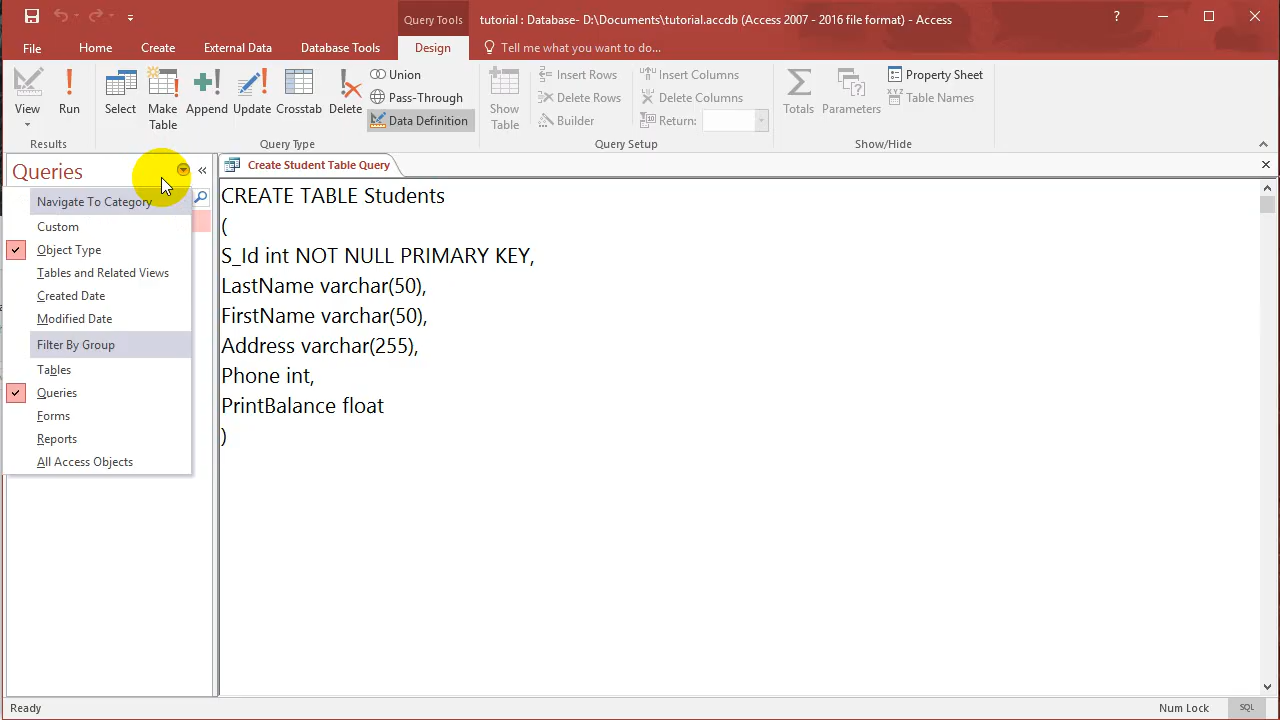 Query Tools
tutorial : Database- D:\Documents\tutorial.accdb (Access 2007 - 2016 file format) - Access
?
File
Home
Create
External Data
Database Tools
Design
Tell me what you want to do...
View
Run
Select
Make Table
Append
Update
Crosstab
Delete
Union
Pass-Through
Data Definition
Show Table
Insert Rows
Delete Rows
Builder
Insert Columns
Delete Columns
Return:
Totals
Parameters
Property Sheet
Table Names
Results
Query Type
Query Setup
Show/Hide
Queries
Create Student Table Query
Navigate To Category
Custom
Object Type
Tables and Related Views
Created Date
Modified Date
Filter By Group
Tables
Queries
Forms
Reports
All Access Objects
CREATE TABLE Students
(
S_Id int NOT NULL PRIMARY KEY,
LastName varchar(50),
FirstName varchar(50),
Address varchar(255),
Phone int,
PrintBalance float
)
Ready
Num Lock
SQL